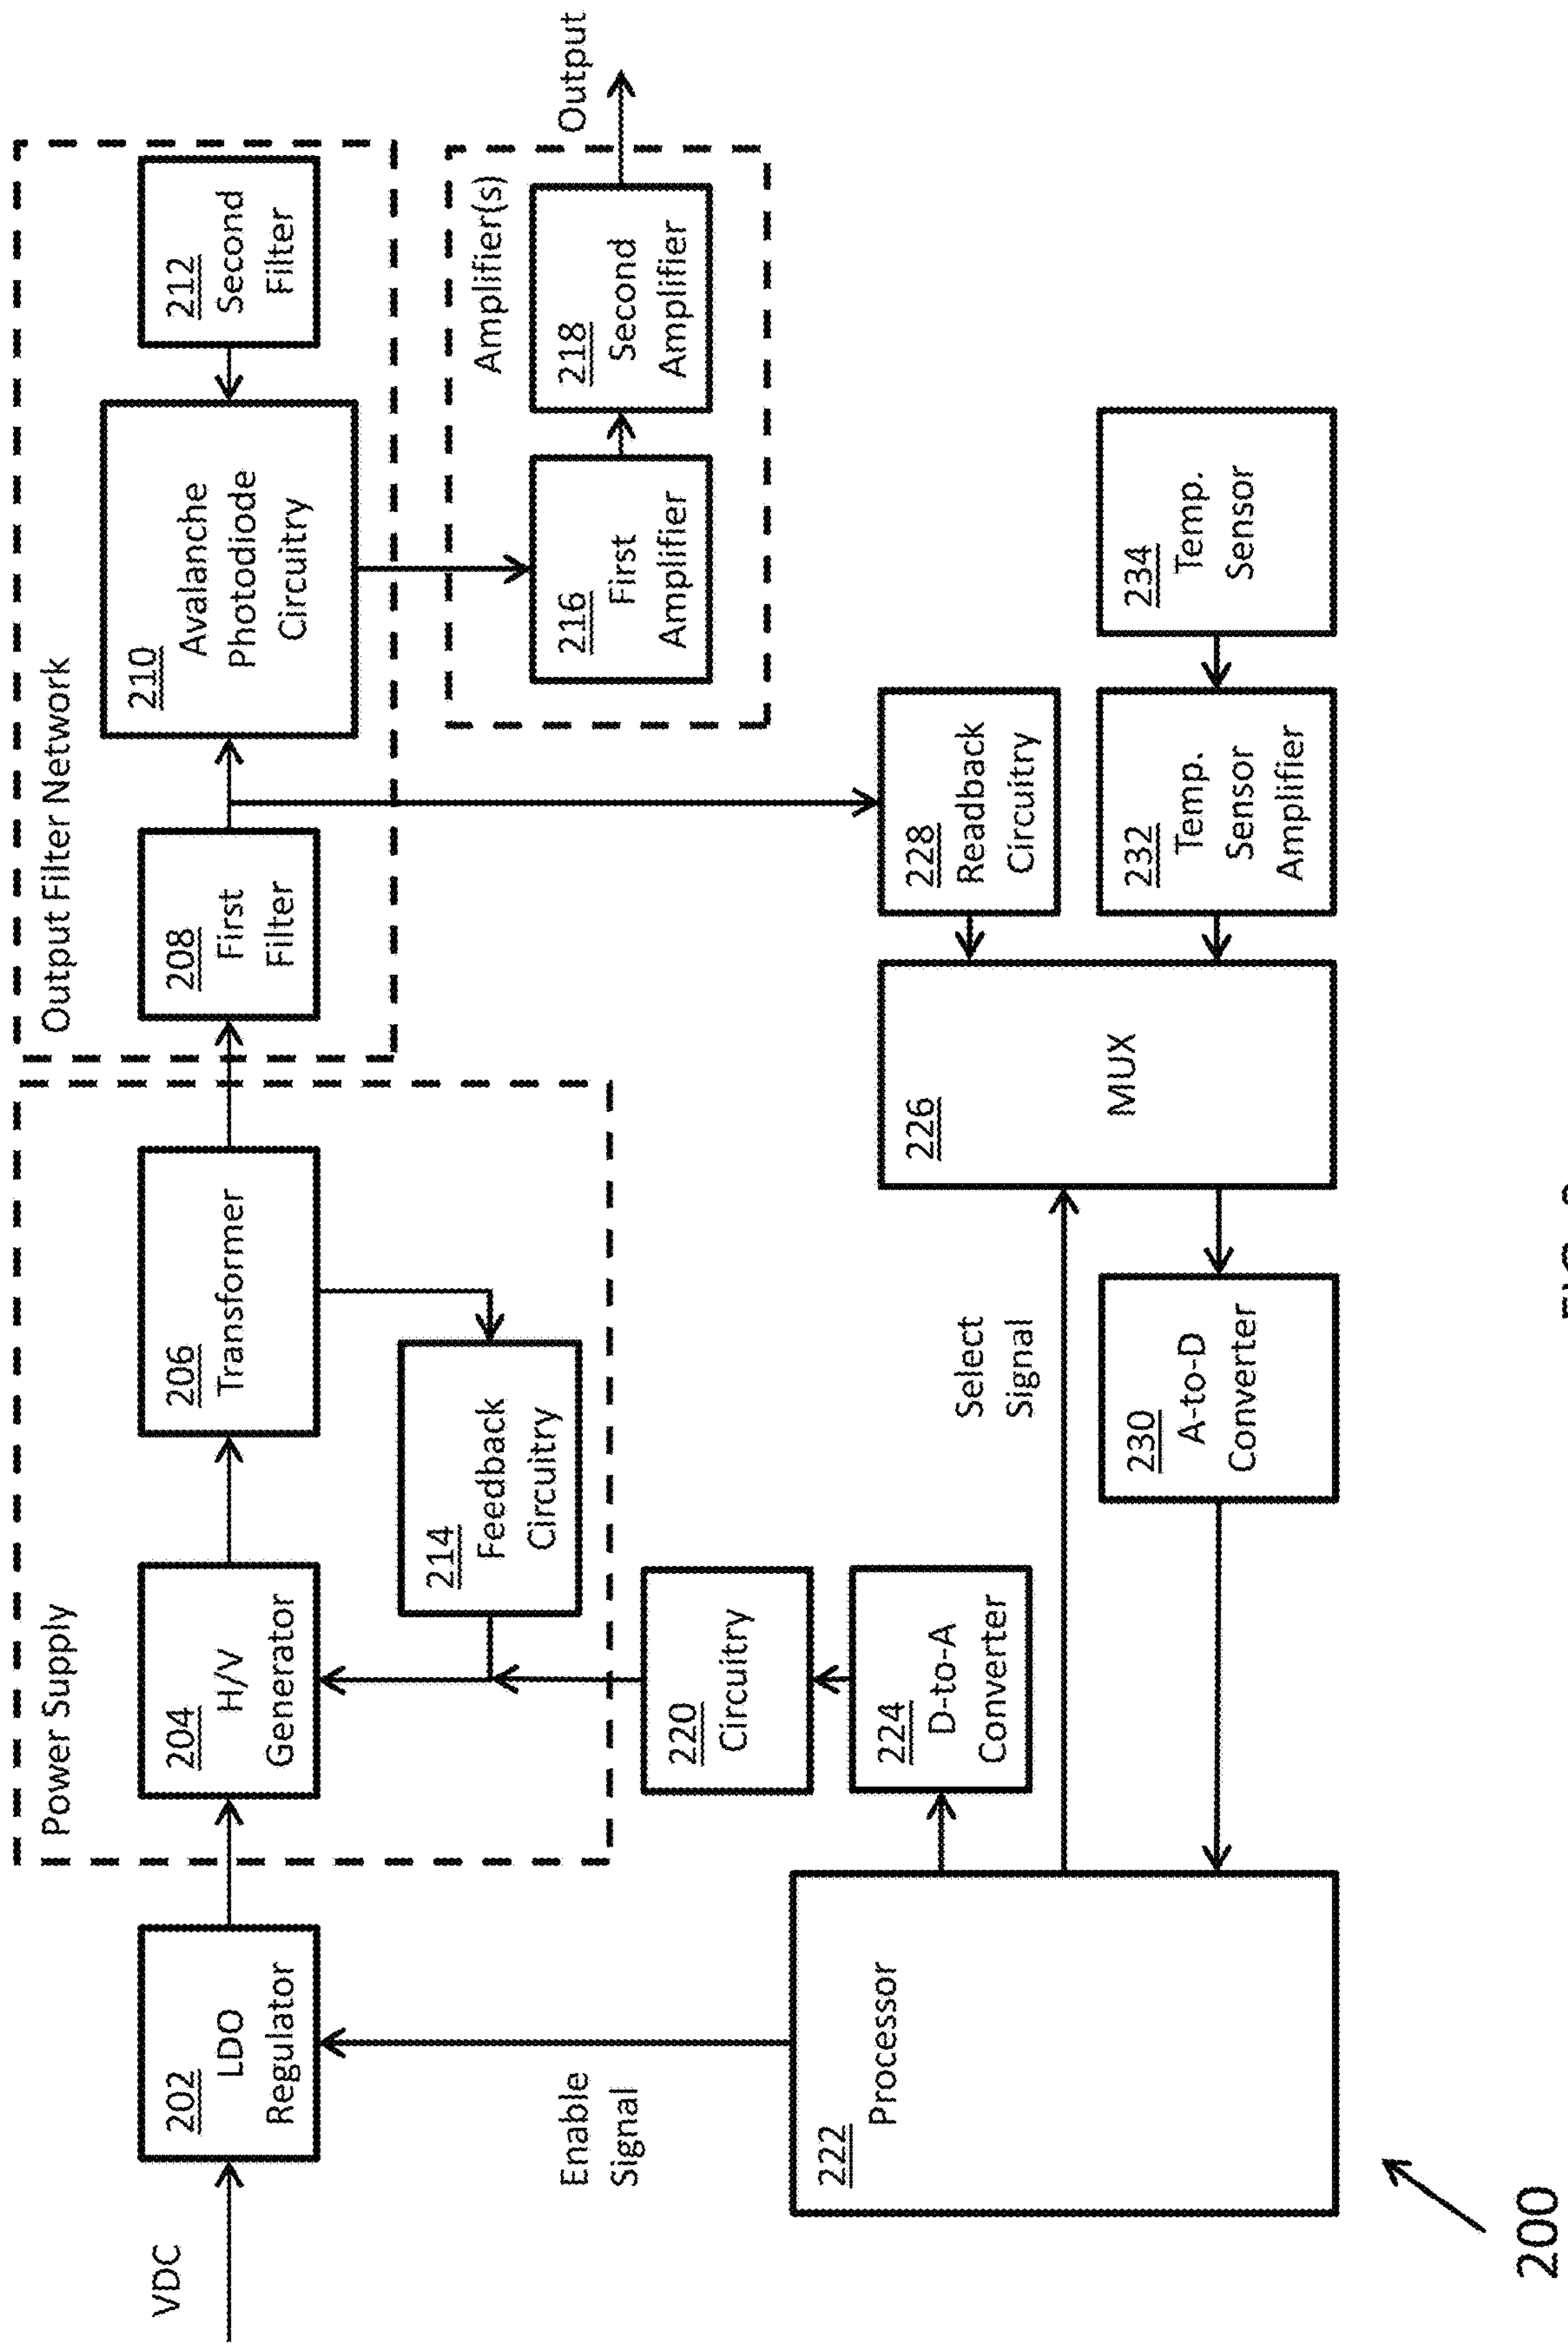 VDC
202
LDO
Regulator
Power Supply
204
H/V
Generator
206
Transformer
214
Feedback
Circuitry
Output Filter Network
208
First
Filter
210
Avalanche
Photodiode
Circuitry
212
Second
Filter
Amplifier(s)
216
First
Amplifier
218
Second
Amplifier
Output
Enable
Signal
220
Circuitry
224
D-to-A
Converter
222
Processor
Select
Signal
230
A-to-D
Converter
226
MUX
228
Readback
Circuitry
232
Temp.
Sensor
Amplifier
234
Temp.
Sensor
200